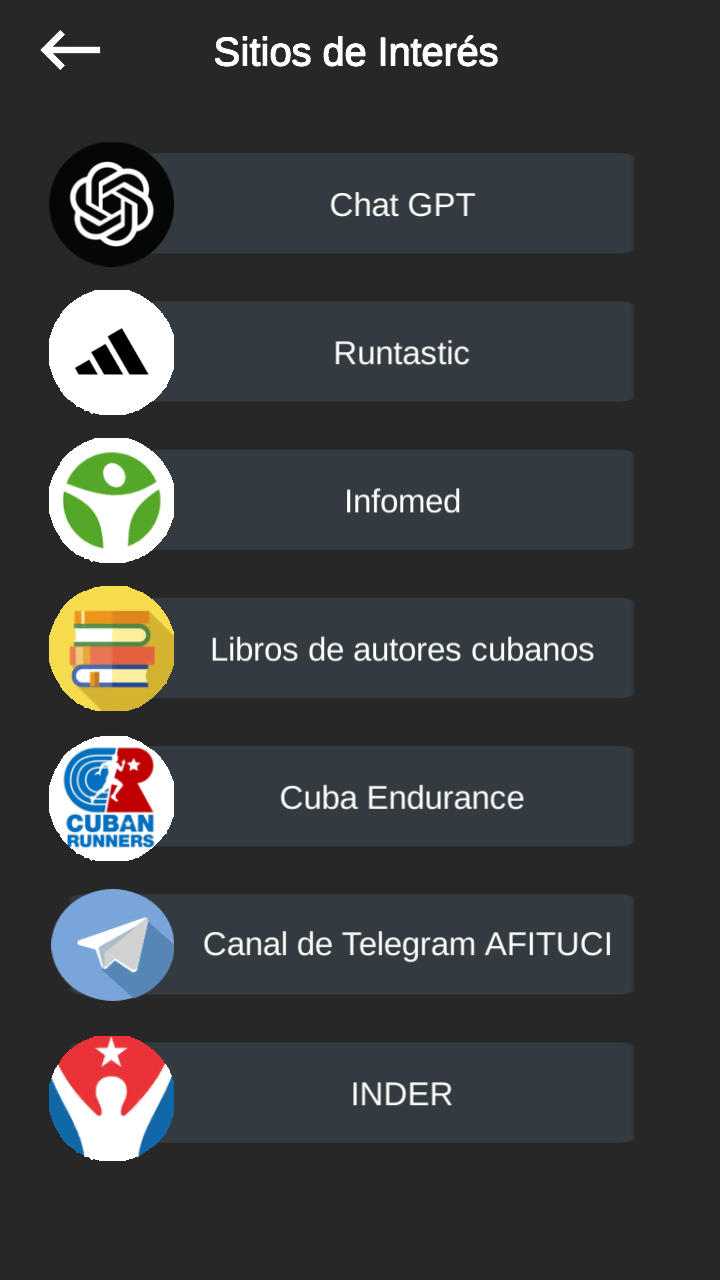 Sitios de Interés
Chat GPT
Runtastic
Infomed
Libros de autores cubanos
Cuba Endurance
CUBAN
RUNNERS
Canal de Telegram AFITUCI
INDER